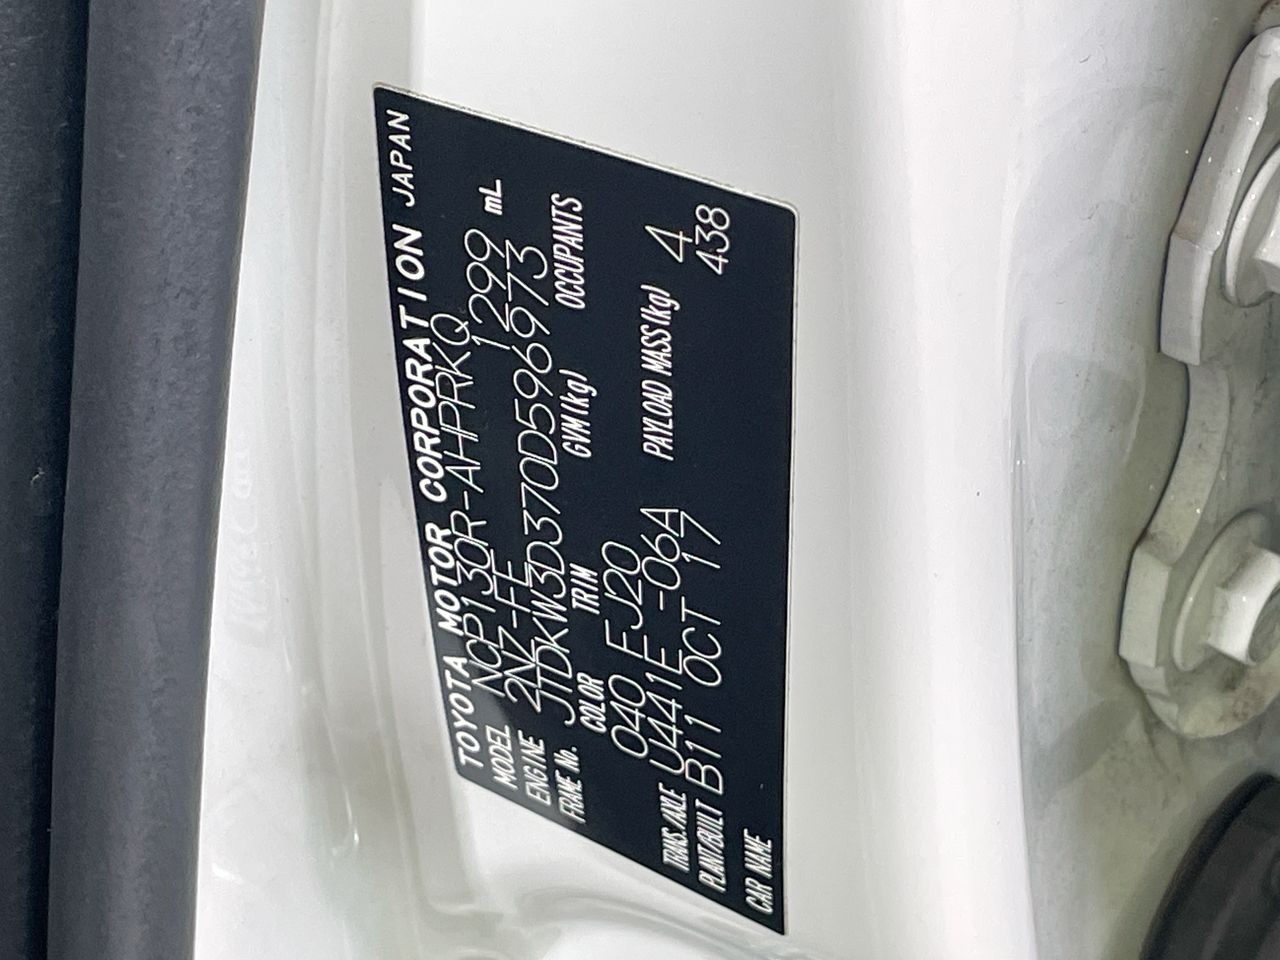 TOYOTA MOTOR CORPORATION JAPAN
MODEL NCP130R-AHPRKQ
ENGINE 2NZ-FE 1299 mL
FRAME No. JTDKW3D370D596973
COLOR TRIM GVM(kg) OCCUPANTS
040 FJ20
TRANS./AXLE U441E -06A PAYLOAD MASS(kg) 4
PLANT/BUILT B11 OCT 17 438
CAR NAME